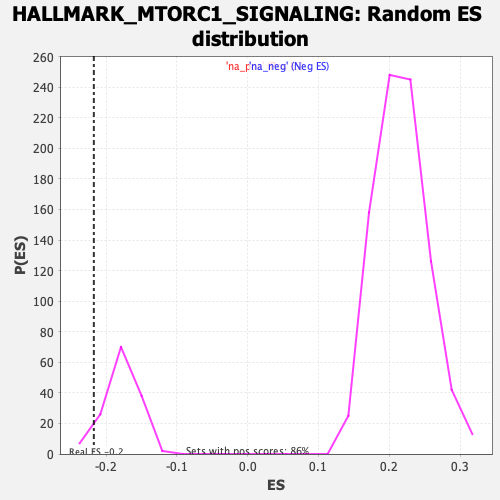 HALLMARK_MTORC1_SIGNALING: Random ES
distribution
'na_p 'na_neg' (Neg ES)
260
240
220
200
180
160
140
120
100
80
60
40
20
0
P(ES)
Real ES -0.2
Sets with pos scores: 86%
-0.2 -0.1 0.0 0.1 0.2 0.3
ES